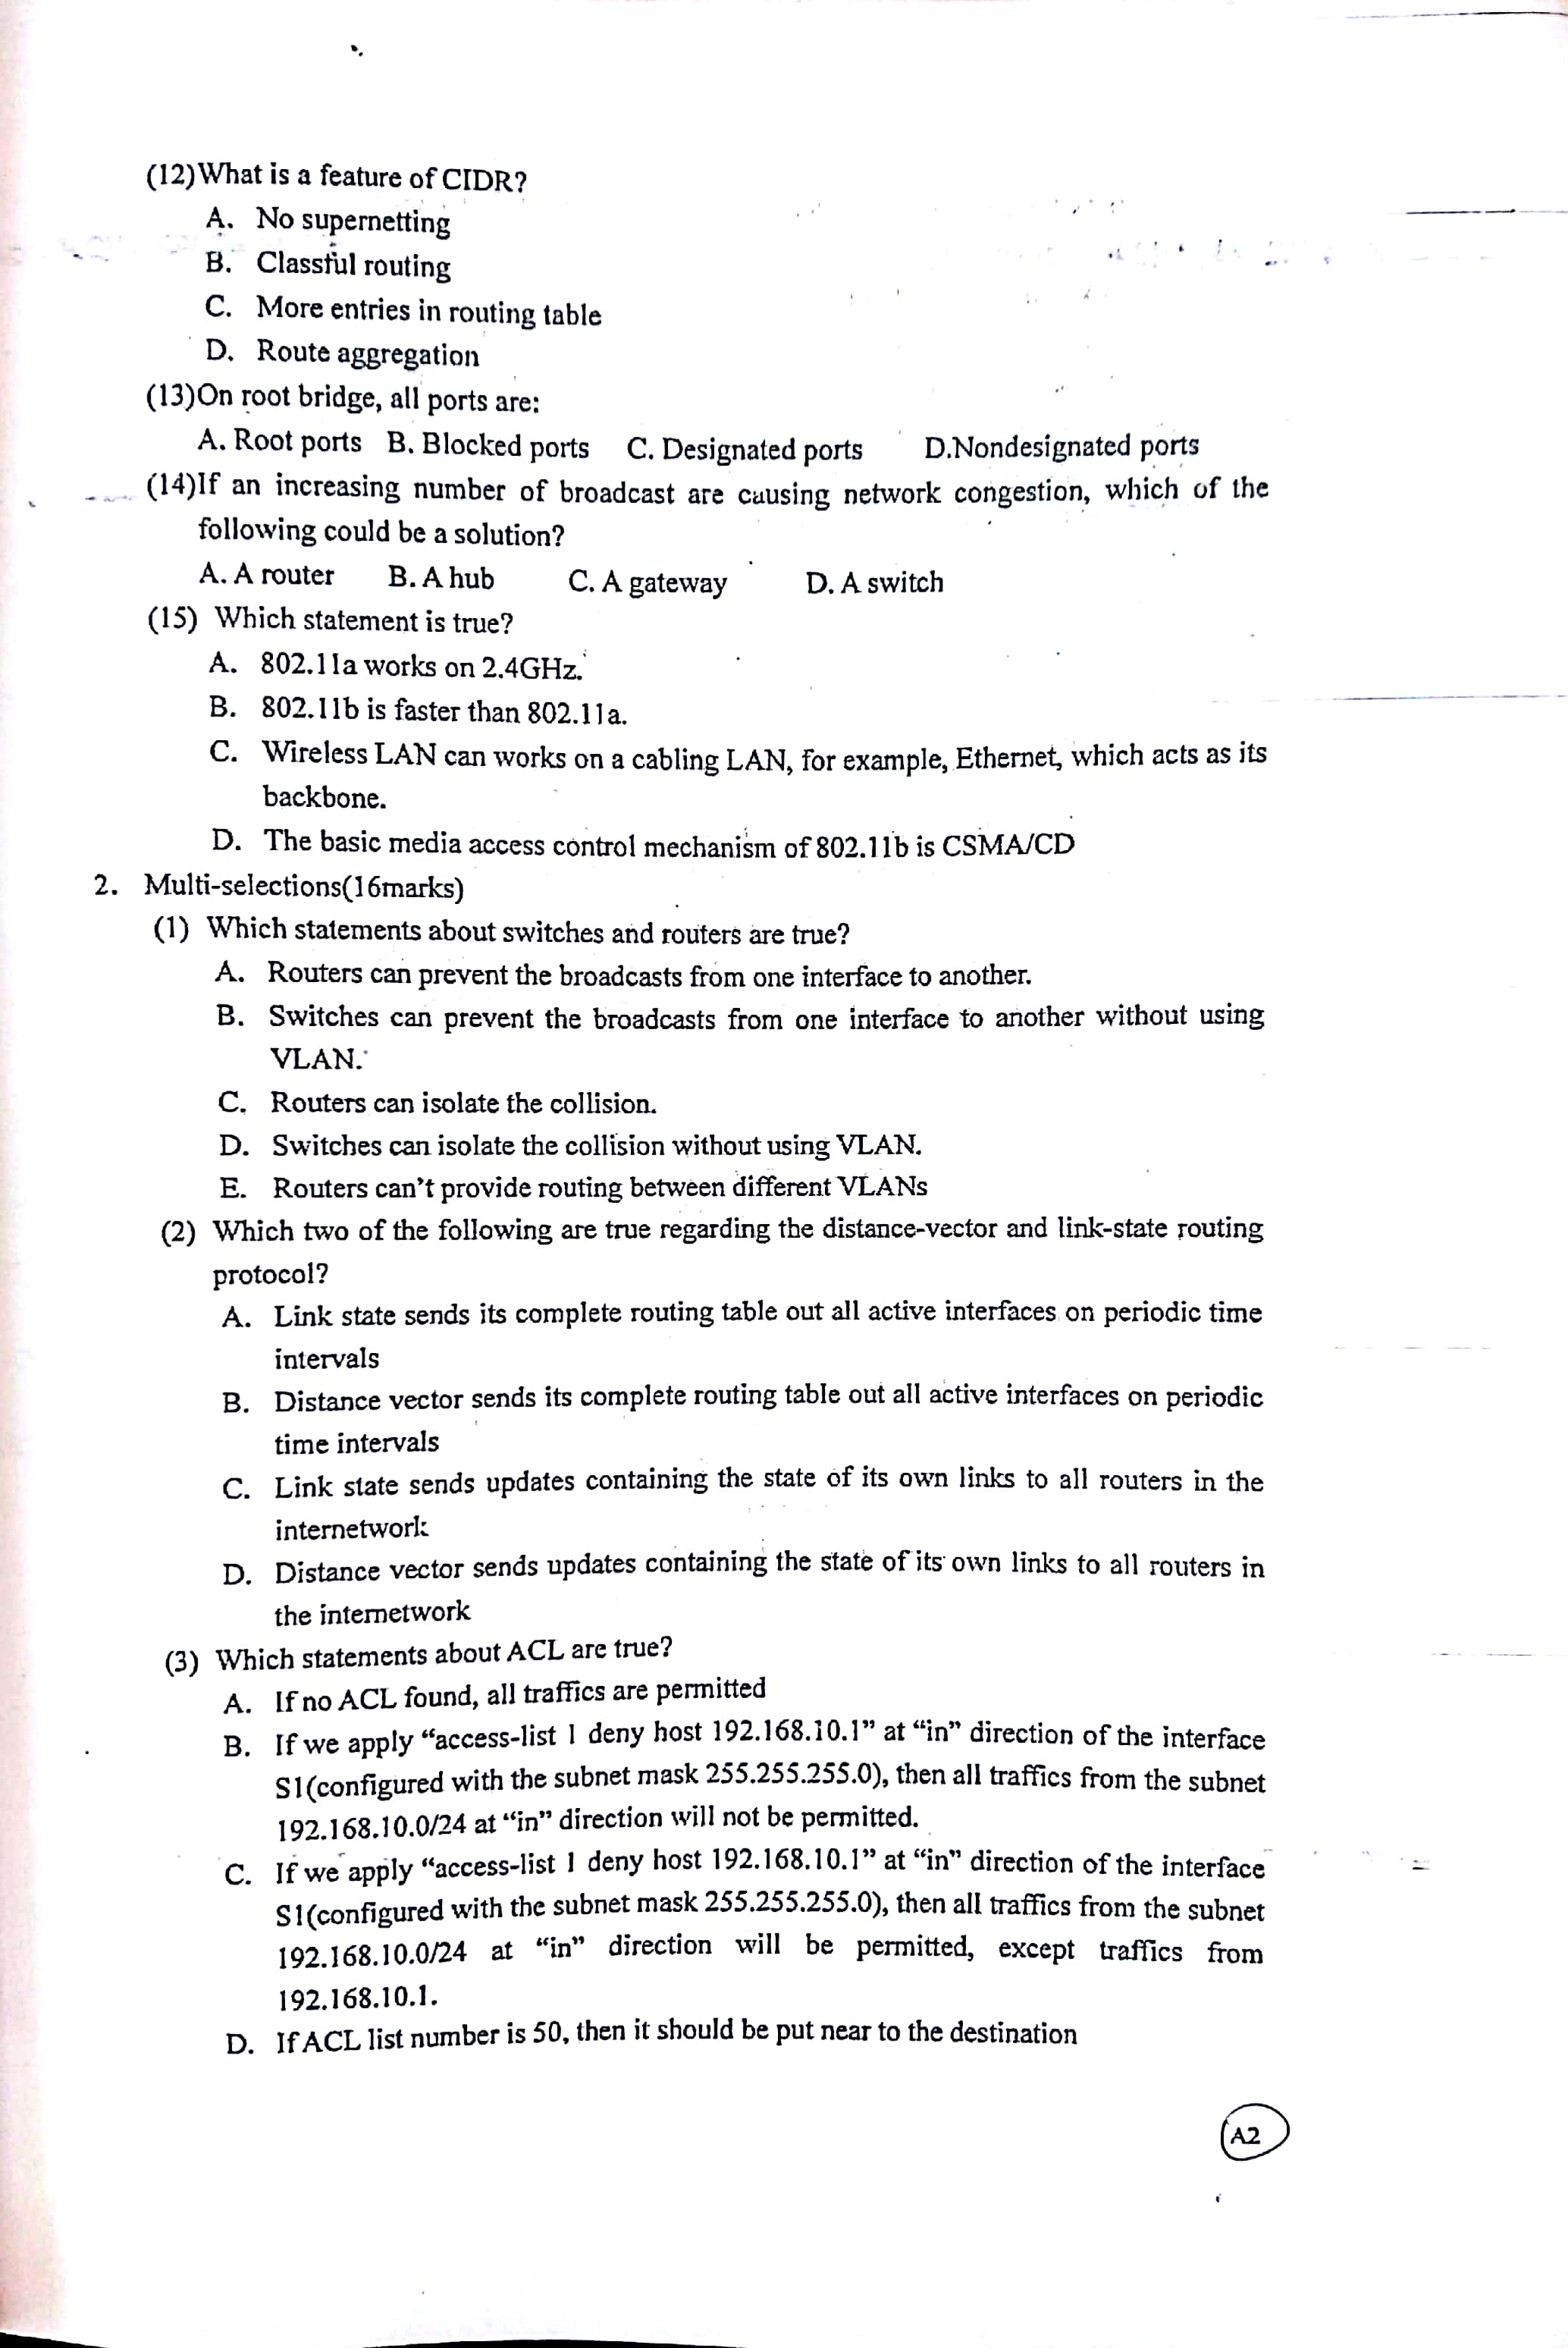 (12)What is a feature of CIDR?
A. No supernetting
B. Classful routing
C. More entries in routing table
D. Route aggregation
(13)On root bridge, all ports are:
A. Root ports B. Blocked ports C. Designated ports D.Nondesignated ports
(14)If an increasing number of broadcast are causing network congestion, which of the
following could be a solution?
A. A router B. A hub C. A gateway D. A switch
(15) Which statement is true?
A. 802.11a works on 2.4GHz.
B. 802.11b is faster than 802.11a.
C. Wireless LAN can works on a cabling LAN, for example, Ethernet, which acts as its
backbone.
D. The basic media access control mechanism of 802.11b is CSMA/CD
2. Multi-selections(16marks)
(1) Which statements about switches and routers are true?
A. Routers can prevent the broadcasts from one interface to another.
B. Switches can prevent the broadcasts from one interface to another without using
VLAN.
C. Routers can isolate the collision.
D. Switches can isolate the collision without using VLAN.
E. Routers can't provide routing between different VLANs
(2) Which two of the following are true regarding the distance-vector and link-state routing
protocol?
A. Link state sends its complete routing table out all active interfaces on periodic time
intervals
B. Distance vector sends its complete routing table out all active interfaces on periodic
time intervals
C. Link state sends updates containing the state of its own links to all routers in the
internetwork
D. Distance vector sends updates containing the state of its own links to all routers in
the internetwork
(3) Which statements about ACL are true?
A. If no ACL found, all traffics are permitted
B. If we apply “access-list 1 deny host 192.168.10.1” at “in” direction of the interface
S1(configured with the subnet mask 255.255.255.0), then all traffics from the subnet
192.168.10.0/24 at “in” direction will not be permitted.
C. If we apply “access-list 1 deny host 192.168.10.1” at “in” direction of the interface
S1(configured with the subnet mask 255.255.255.0), then all traffics from the subnet
192.168.10.0/24 at “in” direction will be permitted, except traffics from
192.168.10.1.
D. If ACL list number is 50, then it should be put near to the destination
A2